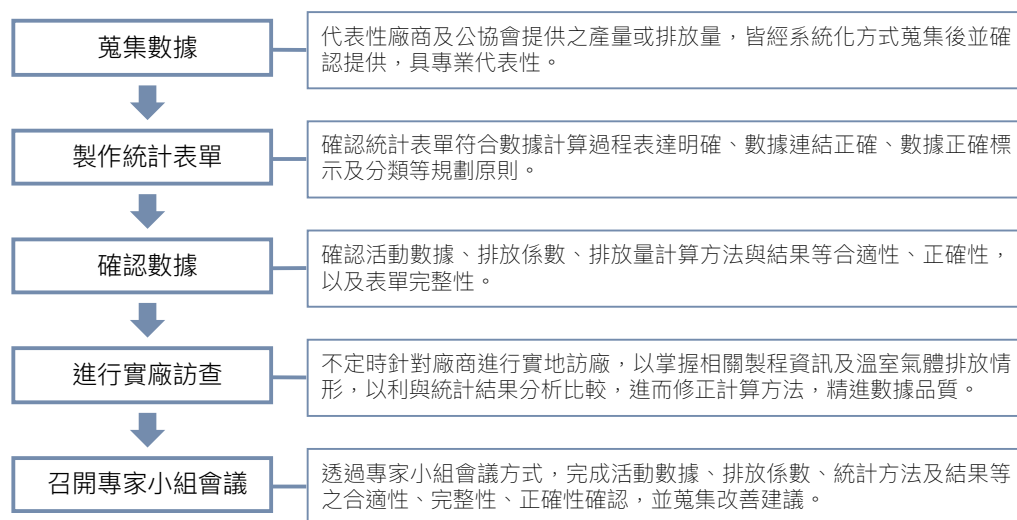 蒐集數據
代表性廠商及公協會提供之產量或排放量，皆經系統化方式蒐集後並確
認提供，具專業代表性。
製作統計表單
確認統計表單符合數據計算過程表達明確、數據連結正確、數據正確標
示及分類等規劃原則。
確認數據
確認活動數據、排放係數、排放量計算方法與結果等合適性、正確性，
以及表單完整性。
進行實廠訪查
不定時針對廠商進行實地訪廠，以掌握相關製程資訊及溫室氣體排放情
形，以利與統計結果分析比較，進而修正計算方法，精進數據品質。
召開專家小組會議
透過專家小組會議方式，完成活動數據、排放係數、統計方法及結果等
之合適性、完整性、正確性確認，並蒐集改善建議。